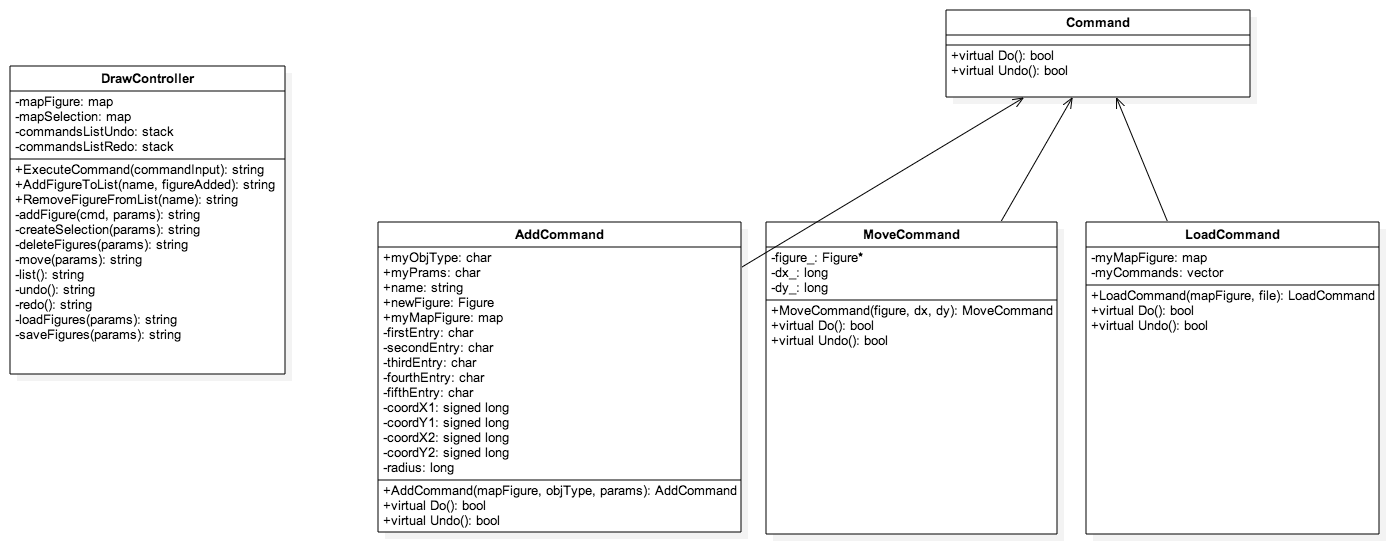 Command
+virtual Do(): bool
+virtual Undo(): bool
DrawController
-mapFigure: map
-mapSelection: map
-commandsListUndo: stack
-commandsListRedo: stack
+ExecuteCommand(commandInput): string
+AddFigureToList(name, figureAdded): string
+RemoveFigureFromList(name): string
-addFigure(cmd, params): string
-createSelection(params): string
-deleteFigures(params): string
-move(params): string
-list(): string
-undo(): string
-redo(): string
-loadFigures(params): string
-saveFigures(params): string
AddCommand
+myObjType: char
+myPrams: char
+name: string
+newFigure: Figure
+myMapFigure: map
-firstEntry: char
-secondEntry: char
-thirdEntry: char
-fourthEntry: char
-fifthEntry: char
-coordX1: signed long
-coordY1: signed long
-coordX2: signed long
-coordY2: signed long
-radius: long
+AddCommand(mapFigure, objType, params): AddCommand
+virtual Do(): bool
+virtual Undo(): bool
MoveCommand
-figure_: Figure*
-dx_: long
-dy_: long
+MoveCommand(figure, dx, dy): MoveCommand
+virtual Do(): bool
+virtual Undo(): bool
LoadCommand
-myMapFigure: map
-myCommands: vector
+LoadCommand(mapFigure, file): LoadCommand
+virtual Do(): bool
+virtual Undo(): bool